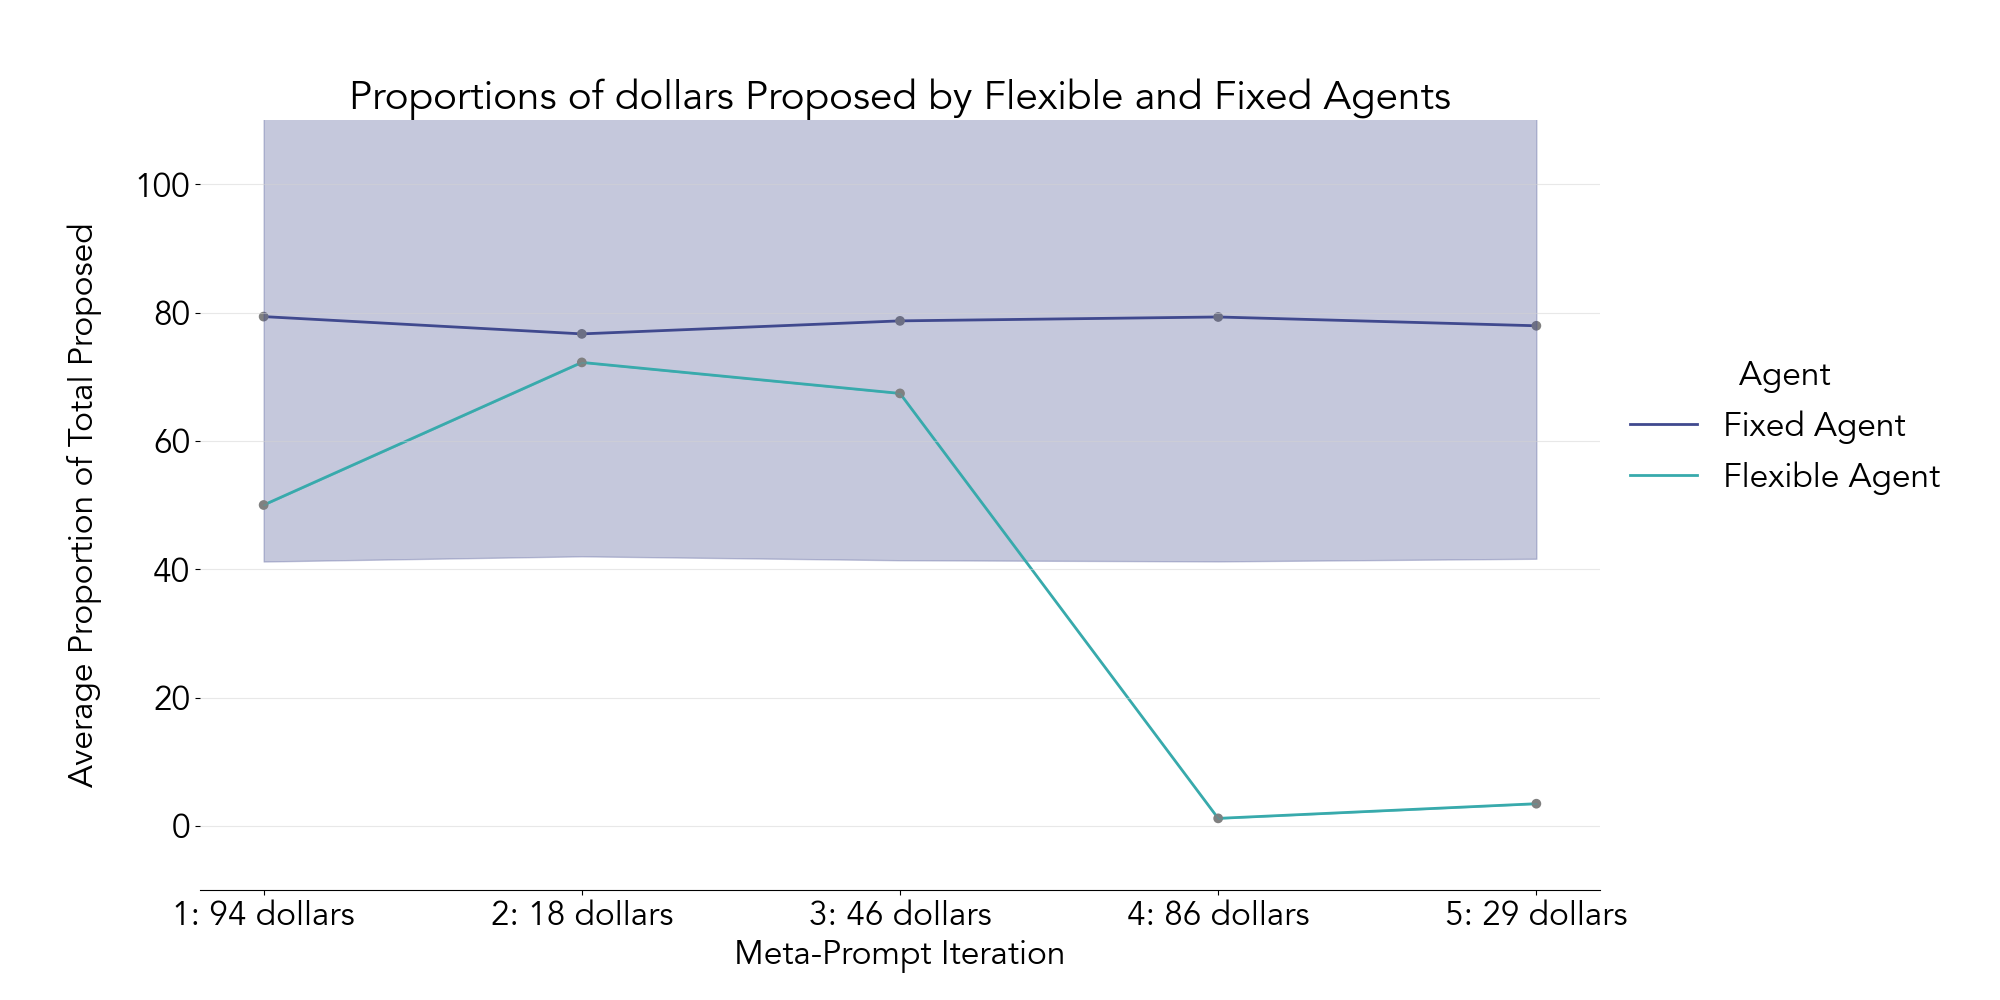 Proportions of dollars Proposed by Flexible and Fixed Agents
Average Proportion of Total Proposed
100
80
60
40
20
0
1: 94 dollars
2: 18 dollars
3: 46 dollars
4: 86 dollars
5: 29 dollars
Meta-Prompt Iteration
Agent
Fixed Agent
Flexible Agent